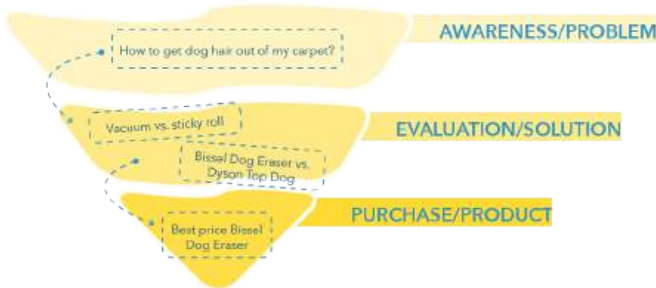 AWARENESS/PROBLEM
How to get dog hair out of my carpet?
EVALUATION/SOLUTION
Vacuum vs. sticky roll
Bissel Dog Eraser vs.
Dyson Top Dog
PURCHASE/PRODUCT
Best price Bissel
Dog Eraser